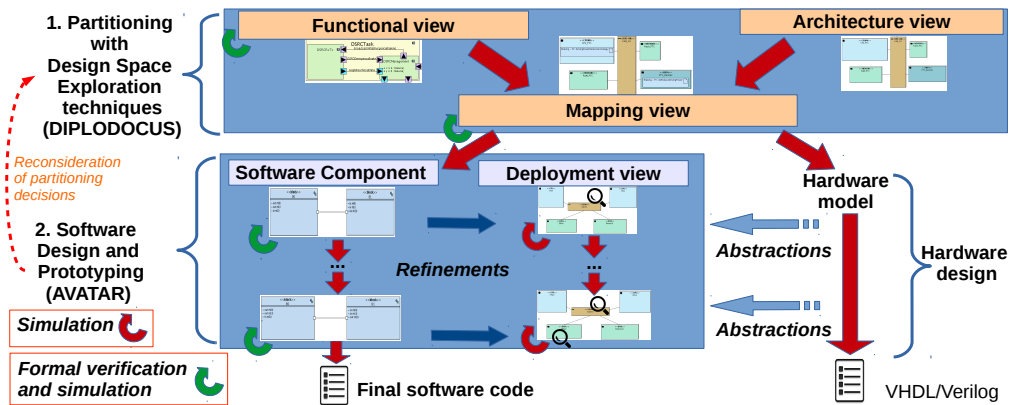 1. Partitioning
with
Design Space
Exploration
techniques
(DIPLODOCUS)
Functional view
Architecture view
DSRCTask
Mapping view
Reconsideration
of partitioning
decisions
Software Component
Deployment view
Hardware
model
2. Software
Design and
Prototyping
(AVATAR)
...
Refinements
...
Abstractions
Abstractions
Hardware
design
Simulation
Formal verification
and simulation
Final software code
VHDL/Verilog